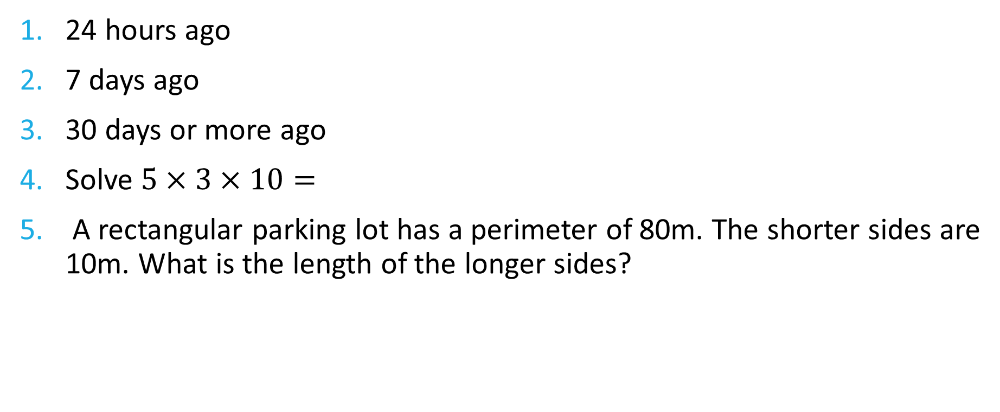 1. 24 hours ago
2. 7 days ago
3. 30 days or more ago
4. Solve 5 × 3 × 10 =
5. A rectangular parking lot has a perimeter of 80m. The shorter sides are
10m. What is the length of the longer sides?